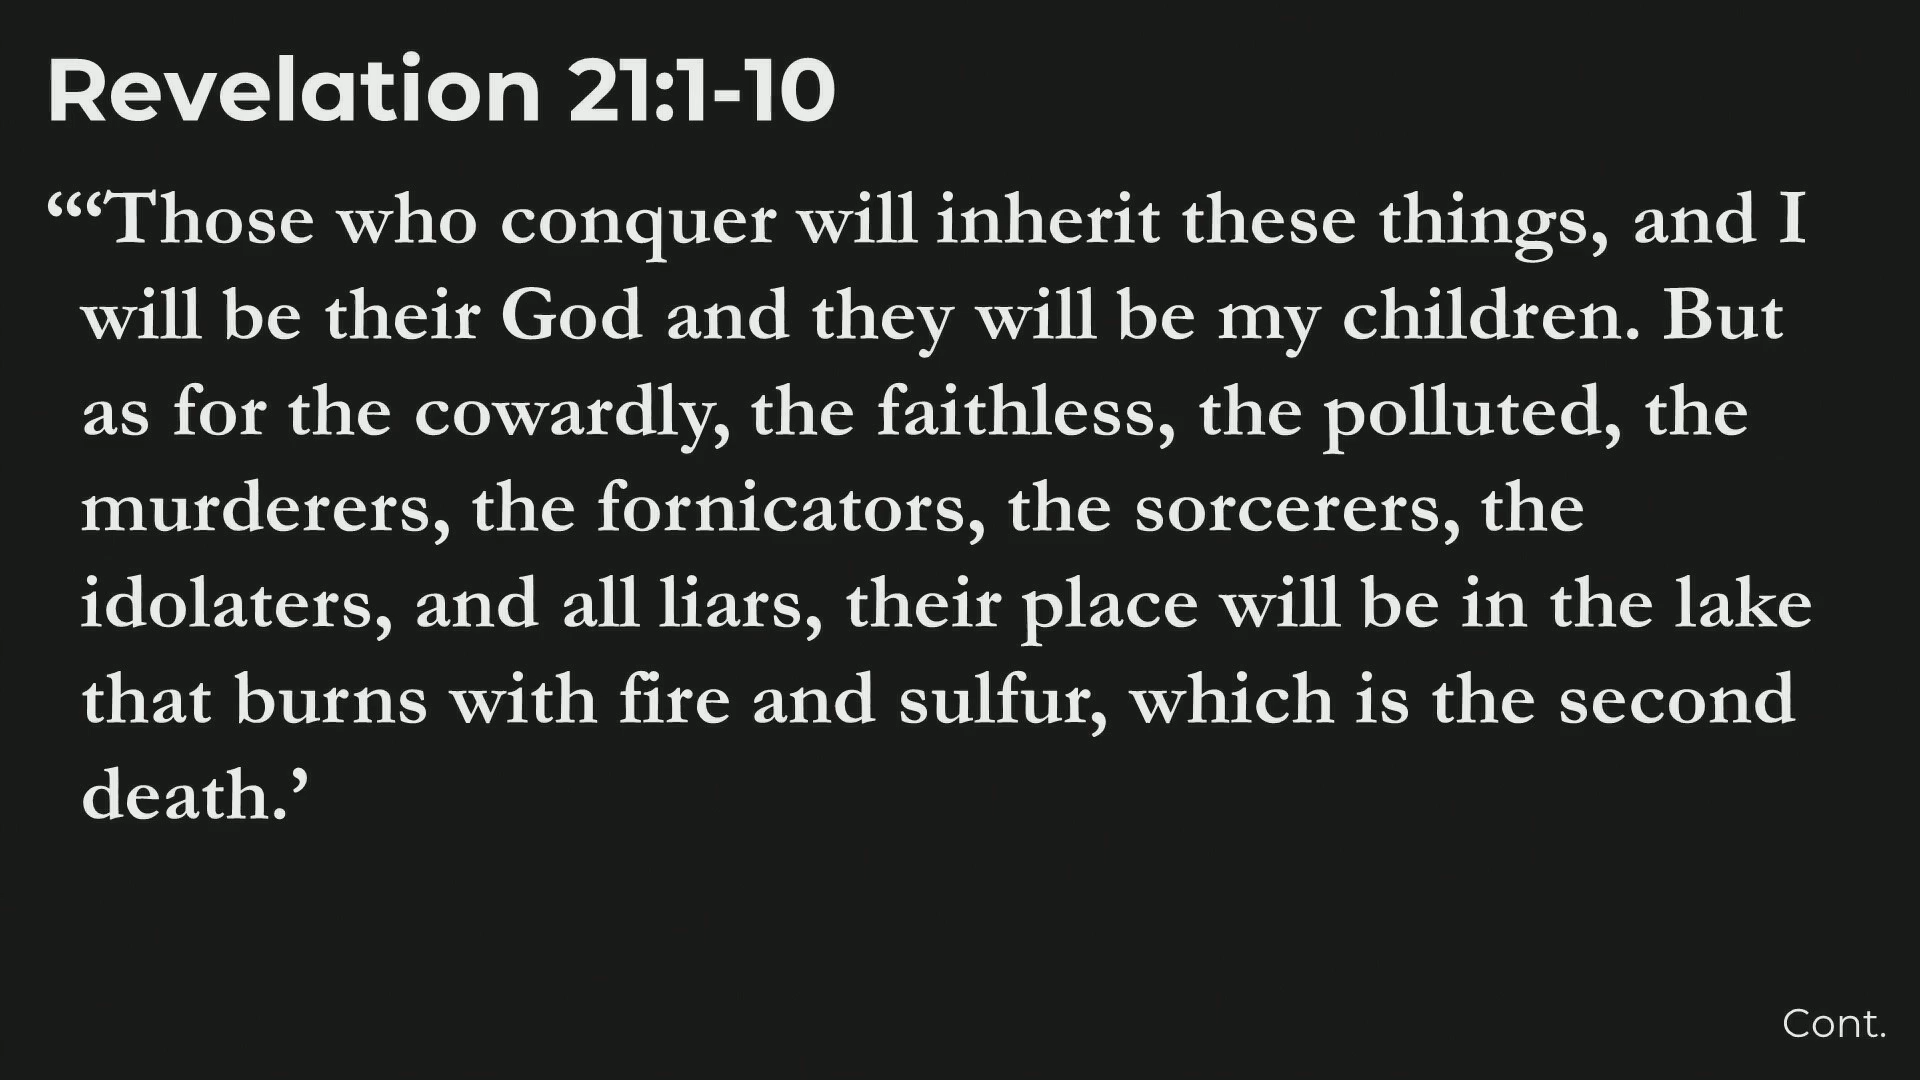 Revelation 21:1-10
“‘Those who conquer will inherit these things, and I
will be their God and they will be my children. But
as for the cowardly, the faithless, the polluted, the
murderers, the fornicators, the sorcerers, the
idolaters, and all liars, their place will be in the lake
that burns with fire and sulfur, which is the second
death.’
Cont.